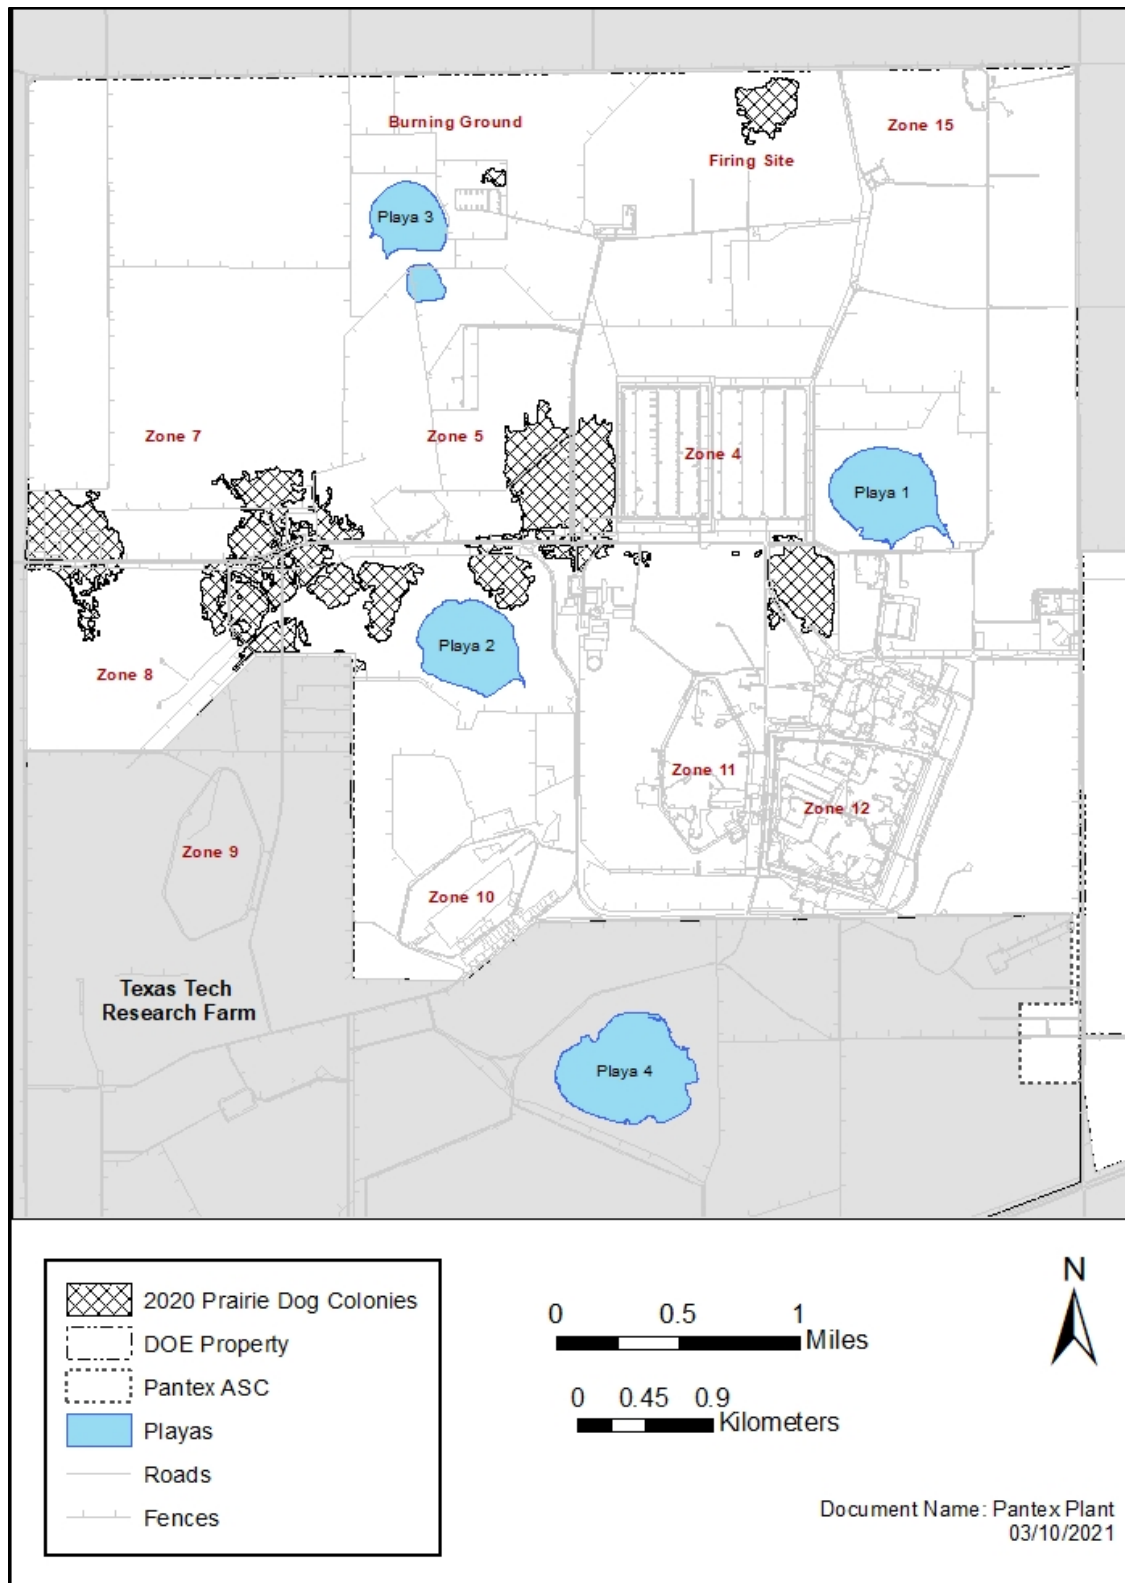 Burning Ground
Zone 15
Firing Site
Playa 3
Zone 7
Zone 5
Zone 4
Playa 1
Playa 2
Zone 8
Zone 11
Zone 12
Zone 9
Zone 10
Texas Tech
Research Farm
Playa 4
2020 Prairie Dog Colonies
DOE Property
Pantex ASC
Playas
Roads
Fences
0 0.5 1
Miles
0 0.45 0.9
Kilometers
N
Document Name: Pantex Plant
03/10/2021